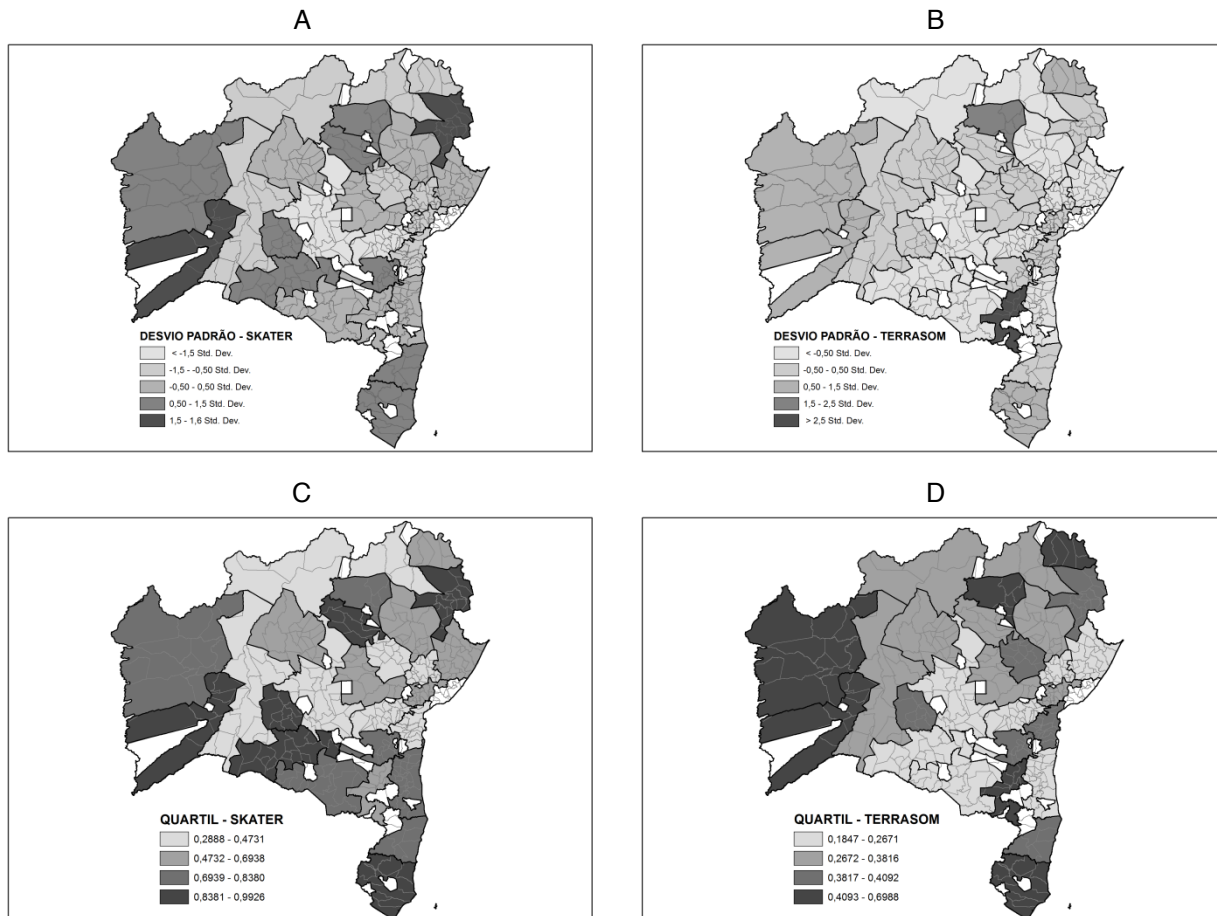 A
B
DESVIO PADRÃO - SKATER
< -1,5 Std. Dev.
-1,5 - -0,50 Std. Dev.
-0,50 - 0,50 Std. Dev.
0,50 - 1,5 Std. Dev.
1,5 - 1,6 Std. Dev.
DESVIO PADRÃO - TERRASOM
< -0,50 Std. Dev.
-0,50 - 0,50 Std. Dev.
0,50 - 1,5 Std. Dev.
1,5 - 2,5 Std. Dev.
> 2,5 Std. Dev.
C
D
QUARTIL - SKATER
0,2888 - 0,4731
0,4732 - 0,6938
0,6939 - 0,8380
0,8381 - 0,9926
QUARTIL - TERRASOM
0,1847 - 0,2671
0,2672 - 0,3816
0,3817 - 0,4092
0,4093 - 0,6988